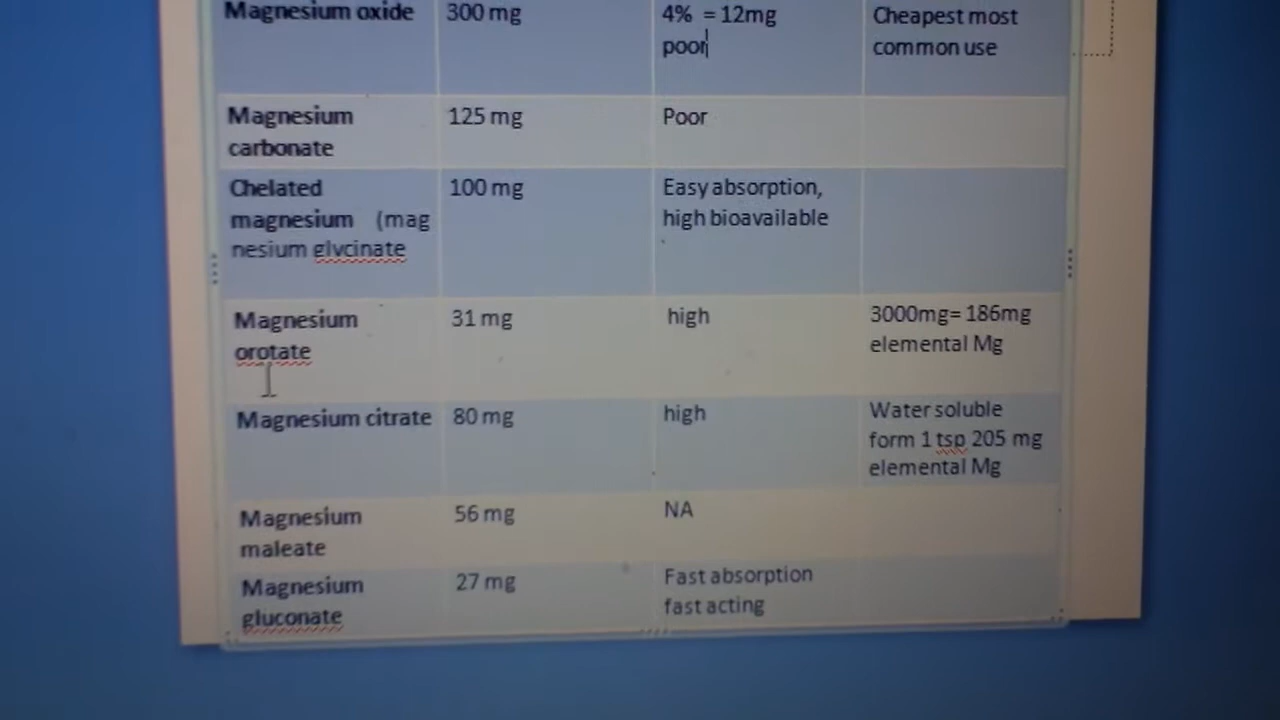 Magnesium oxide 300 mg 4% = 12mg Cheapest most
poor common use
Magnesium 125 mg Poor
carbonate
Chelated 100 mg Easy absorption,
magnesium (mag high bioavailable
nesium glycinate
Magnesium 31 mg high 3000mg= 186mg
orotate elemental Mg
Magnesium citrate 80 mg high Water soluble
form 1 tsp 205 mg
elemental Mg
Magnesium 56 mg NA
maleate
Magnesium 27 mg Fast absorption
gluconate fast acting